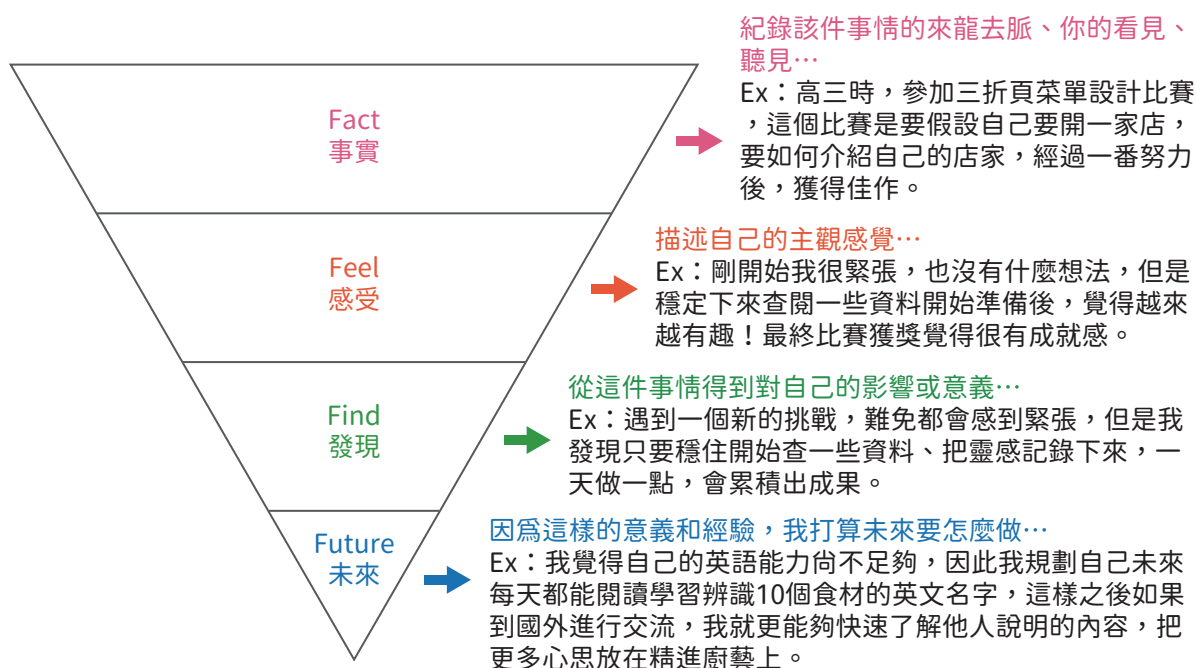 紀錄該件事情的來龍去脈、你的看見、
聽見⋯
Fact
事實
Ex：高三時，參加三折頁菜單設計比賽
，這個比賽是要假設自己要開一家店，
要如何介紹自己的店家，經過一番努力
後，獲得佳作。
Feel
感受
描述自己的主觀感覺⋯
Ex：剛開始我很緊張，也沒有什麼想法，但是
穩定下來查閱一些資料開始準備後，覺得越來
越有趣！最終比賽獲獎覺得很有成就感。
Find
發現
從這件事情得到對自己的影響或意義⋯
Ex：遇到一個新的挑戰，難免都會感到緊張，但是我
發現只要穩住開始查一些資料、把靈感記錄下來，一
天做一點，會累積出成果。
Future
未來
因爲這樣的意義和經驗，我打算未來要怎麼做⋯
Ex：我覺得自己的英語能力尚不足夠，因此我規劃自己未來
每天都能閱讀學習辨識10個食材的英文名字，這樣之後如果
到國外進行交流，我就更能夠快速了解他人說明的內容，把
更多心思放在精進廚藝上。